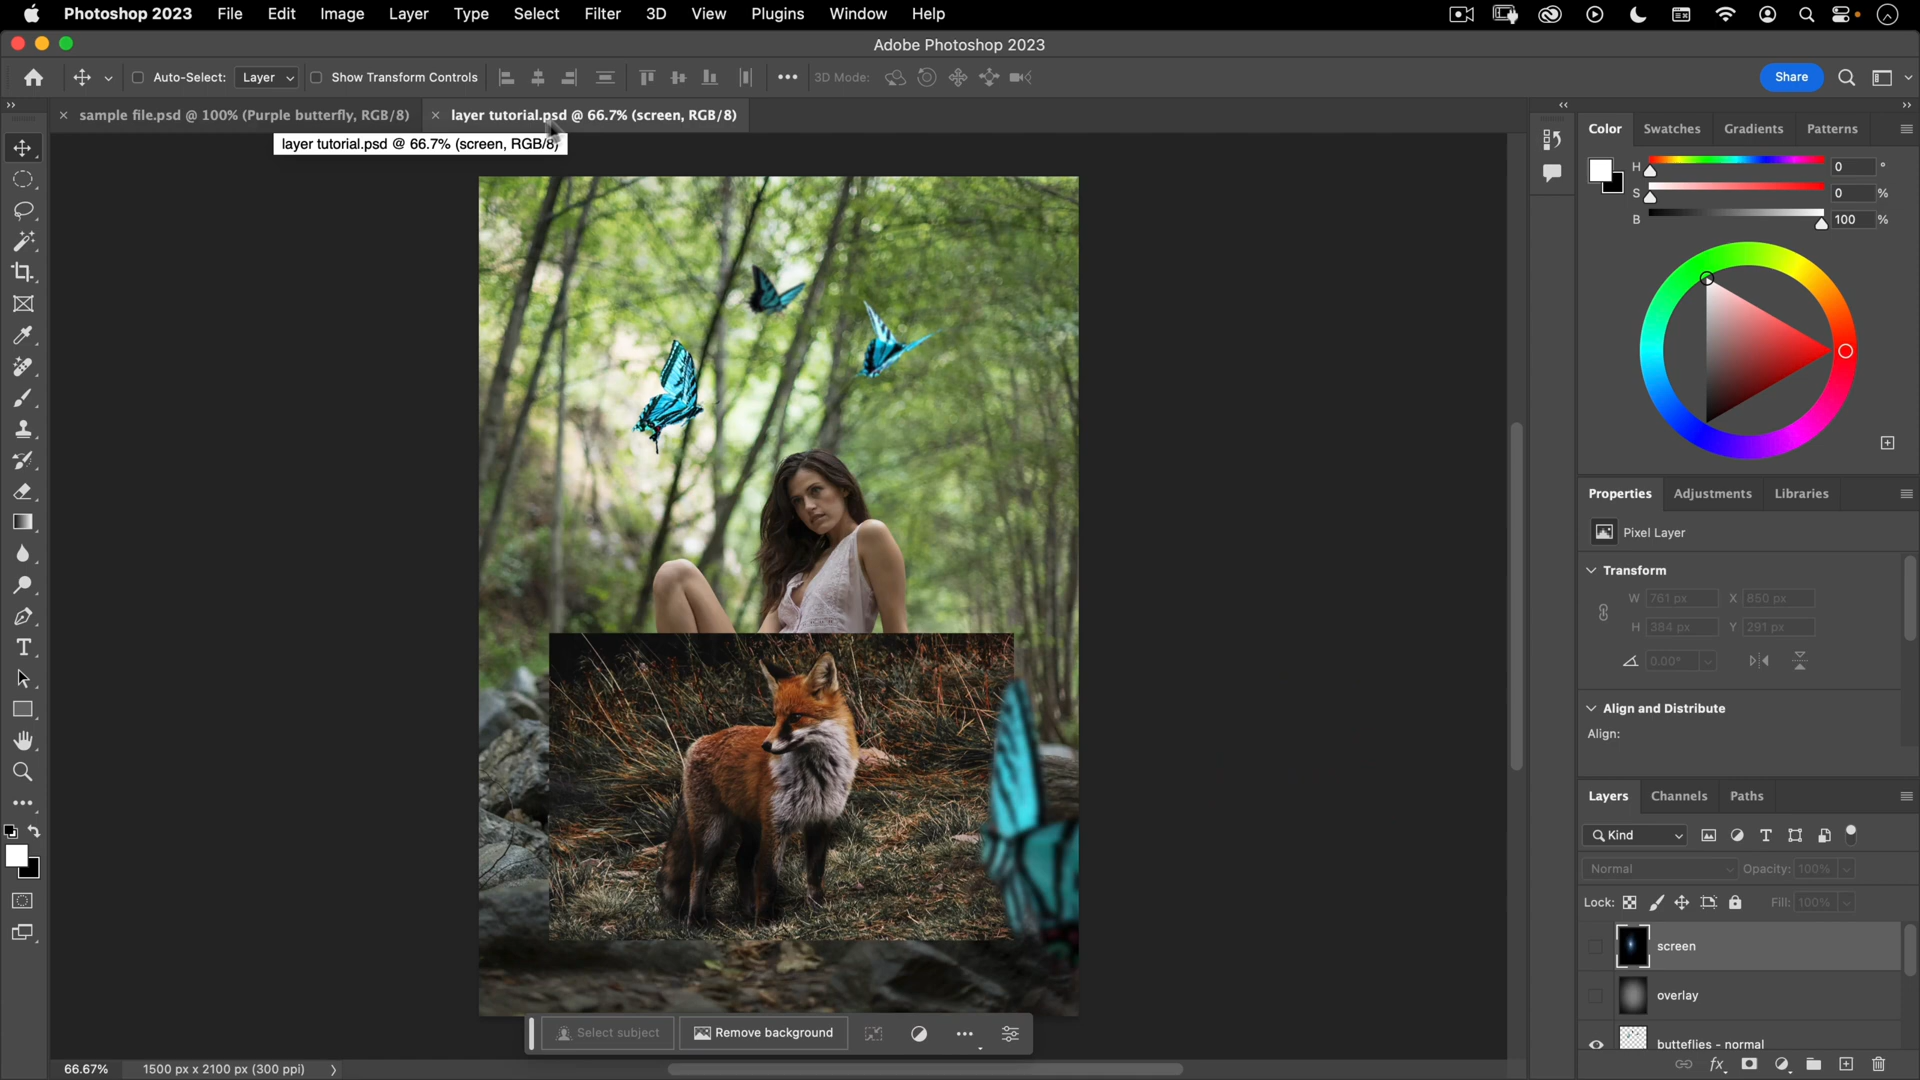 Photoshop 2023 File Edit Image Layer Type Select Filter 3D View Plugins Window Help
Adobe Photoshop 2023
Auto-Select: Layer Show Transform Controls 3D Mode: Share
sample file.psd @ 100% (Purple butterfly, RGB/8) layer tutorial.psd @ 66.7% (screen, RGB/8)
layer tutorial.psd @ 66.7% (screen, RGB/8)
Color Swatches Gradients Patterns
H 0 °
S 0 %
B 100 %
Properties Adjustments Libraries
Pixel Layer
Transform
W 761 px X 850 px
H 384 px Y 291 px
0.00°
Align and Distribute
Align:
Layers Channels Paths
Kind
Normal Opacity: 100%
Lock: Fill: 100%
screen
overlay
butteflies - normal
Select subject Remove background
66.67% 1500 px x 2100 px (300 ppi)